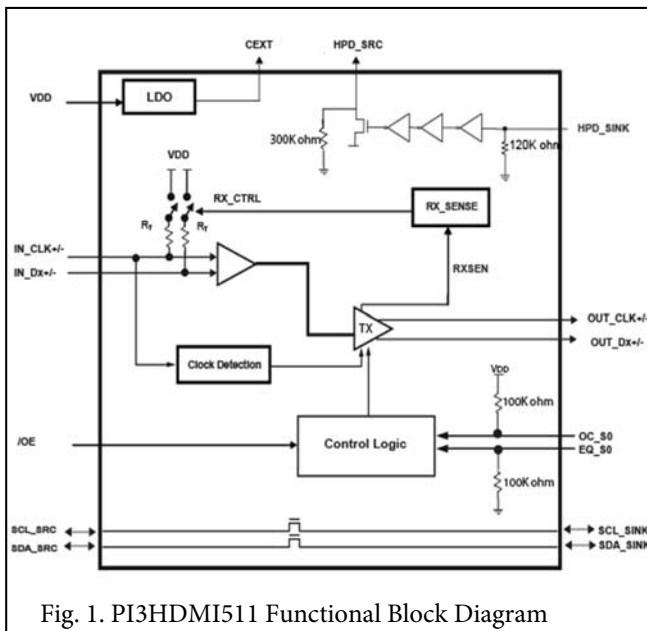 CEXT HPD_SRC
VDD
LDO
300K ohm
HPD_SINK
120K ohm
VDD
RX_CTRL
RX_SENSE
Rf Rf
IN_CLK+/-
IN_Dx+/-
RXSEN
TX
OUT_CLK+/-
OUT_Dx+/-
Clock Detection
VDD
100K ohm
/OE
Control Logic
OC_S0
EQ_S0
100K ohm
SCL_SRC SCL_SINK
SDA_SRC SDA_SINK
Fig. 1. PI3HDMI511 Functional Block Diagram